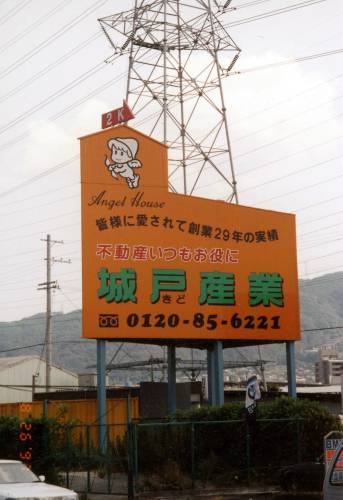 2K
Angel House
皆様に愛されて創業29年の実績
不動産いつもお役に
城戸産業
きど
0120-85-6221